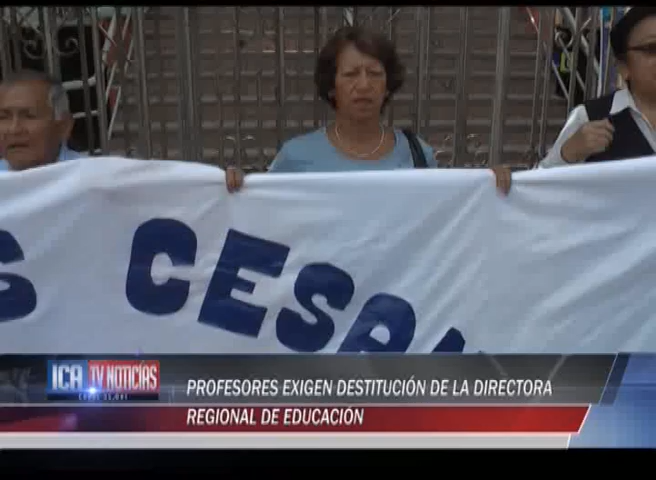 S CESP
ICA TV NOTICIAS
PROFESORES EXIGEN DESTITUCIÓN DE LA DIRECTORA
REGIONAL DE EDUCACIÓN